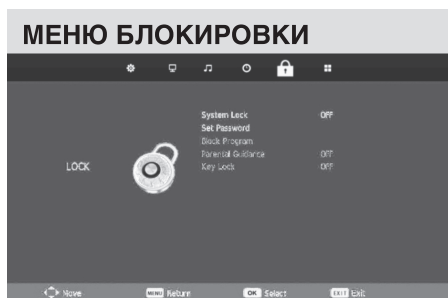 МЕНЮ БЛОКИРОВКИ
System Lock OFF
Set Password
Block Program
Parental Guidance OFF
Key Lock OFF
LOCK
Move MENU Return OK Select EXIT Exit